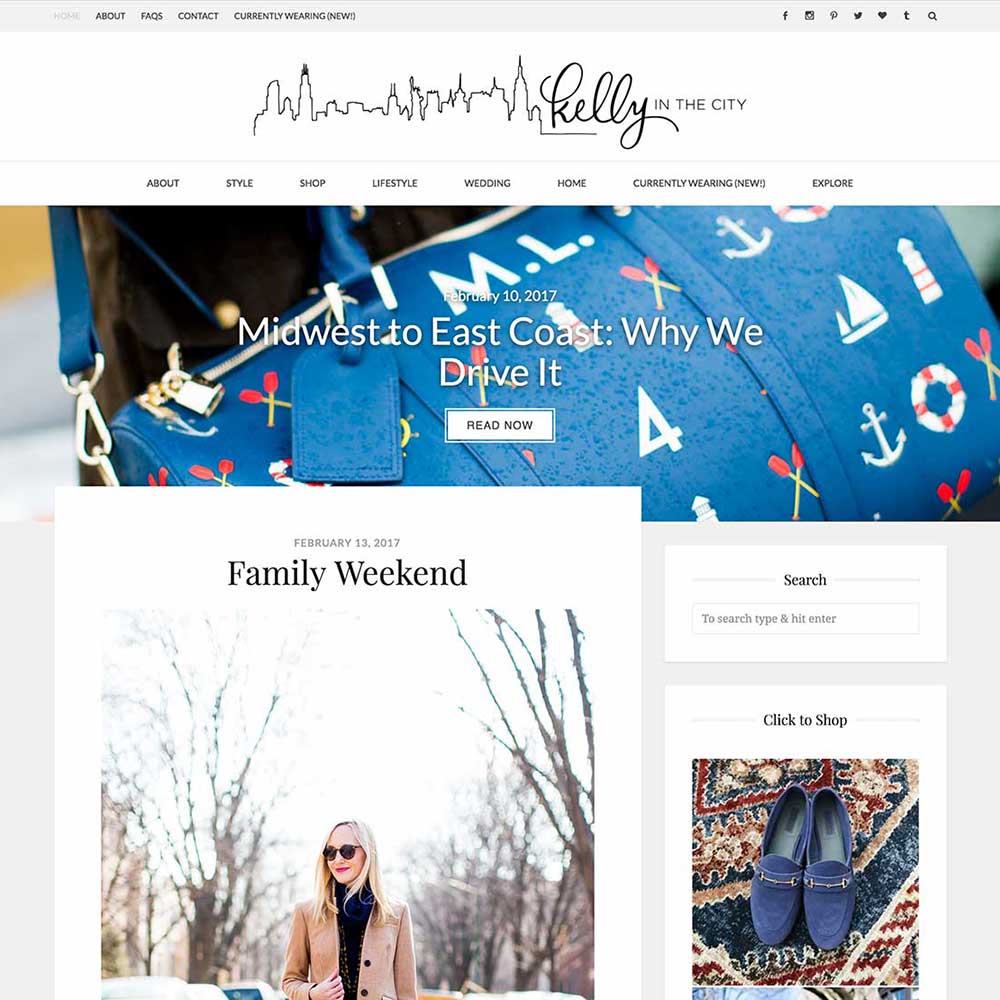 HOME ABOUT FAQS CONTACT CURRENTLY WEARING (NEW!)
kelly IN THE CITY
ABOUT STYLE SHOP LIFESTYLE WEDDING HOME CURRENTLY WEARING (NEW!) EXPLORE
I.M.L.
February 10, 2017
Midwest to East Coast: Why We
Drive It
4
READ NOW
FEBRUARY 13, 2017
Family Weekend
Search
To search type & hit enter
Click to Shop